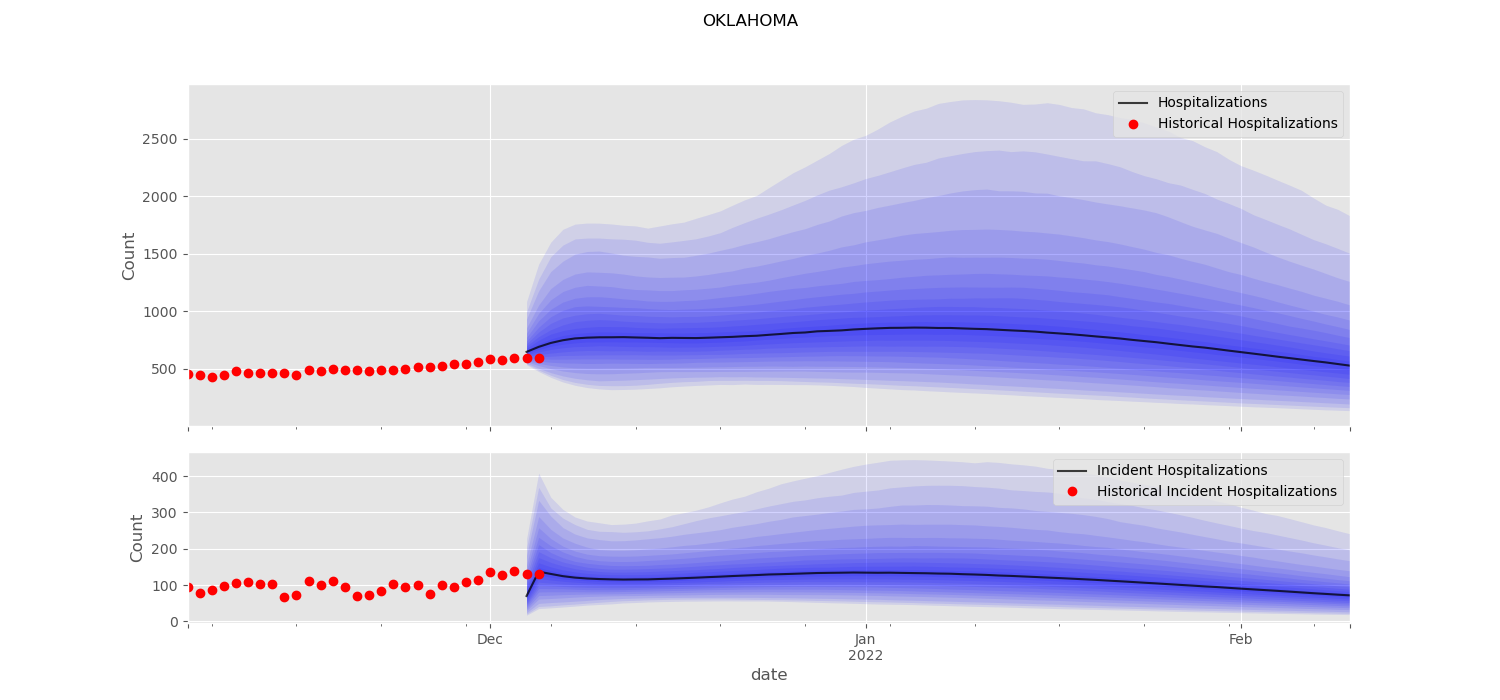 OKLAHOMA
Hospitalizations
Historical Hospitalizations
2500
2000
1500
1000
500
Count
Incident Hospitalizations
Historical Incident Hospitalizations
400
300
200
100
0
Count
Dec
Jan
2022
Feb
date